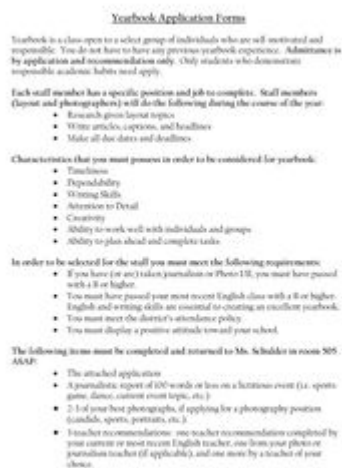 Yearbook Application Forms
Yearbook is a class open to a select group of individuals who are self-motivated and
responsible. You do not have to have any previous yearbook experience. Admittance is
by application and recommendation only. Only students who demonstrate
responsible academic habits need apply.
Each staff member has a specific position and job to complete. Staff members
(layout and photographers) will do the following during the course of the year:
• Research given layout topics
• Write articles, captions, and headlines
• Make all due dates and deadlines
Characteristics that you must possess in order to be considered for yearbook:
• Timeliness
• Dependability
• Writing Skills
• Attention to Detail
• Creativity
• Ability to work well with individuals and groups
• Ability to plan ahead and complete tasks
In order to be selected for the staff you must meet the following requirements:
• If you have (or are) taken journalism or Photo I/II, you must have passed
with a B or higher.
• You must have passed your most recent English class with a B or higher.
English and writing skills are essential to creating an excellent yearbook.
• You must meet the district's attendance policy.
• You must display a positive attitude toward your school.
The following items must be completed and returned to Ms. in room 505
ASAP:
• The attached application
• A journalistic report of 100 words or less on a event (i.e. sports
game, dance, current event topic, etc.)
• 2-3 of your best photographs, if applying for a photography position
(candids, sports, portraits, etc.)
• 3 teacher recommendations: one teacher recommendation completed by
your current or most recent English teacher, one from your photo or
journalism teacher (if applicable), and one more by a teacher of your
choice.